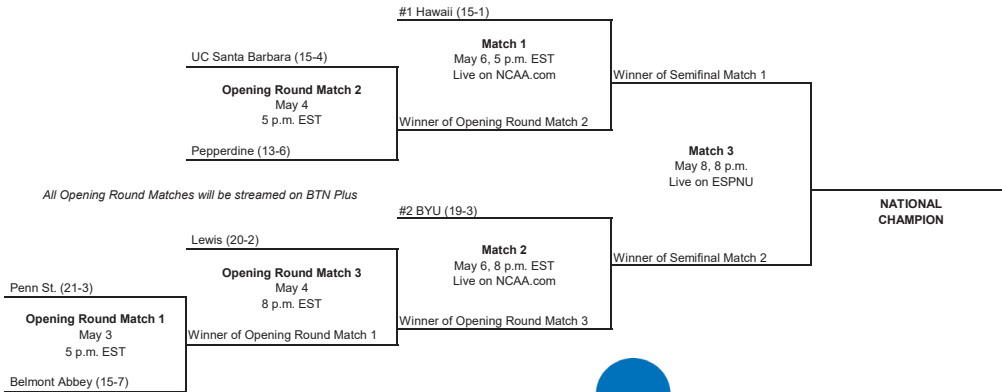 #1 Hawaii (15-1)
Match 1
May 6, 5 p.m. EST
Live on NCAA.com
UC Santa Barbara (15-4)
Opening Round Match 2
May 4
5 p.m. EST
Winner of Semifinal Match 1
Winner of Opening Round Match 2
Pepperdine (13-6)
Match 3
May 8, 8 p.m.
Live on ESPNU
All Opening Round Matches will be streamed on BTN Plus
NATIONAL
CHAMPION
#2 BYU (19-3)
Lewis (20-2)
Match 2
May 6, 8 p.m. EST
Live on NCAA.com
Winner of Semifinal Match 2
Opening Round Match 3
May 4
8 p.m. EST
Penn St. (21-3)
Opening Round Match 1
May 3
5 p.m. EST
Winner of Opening Round Match 1
Winner of Opening Round Match 3
Belmont Abbey (15-7)